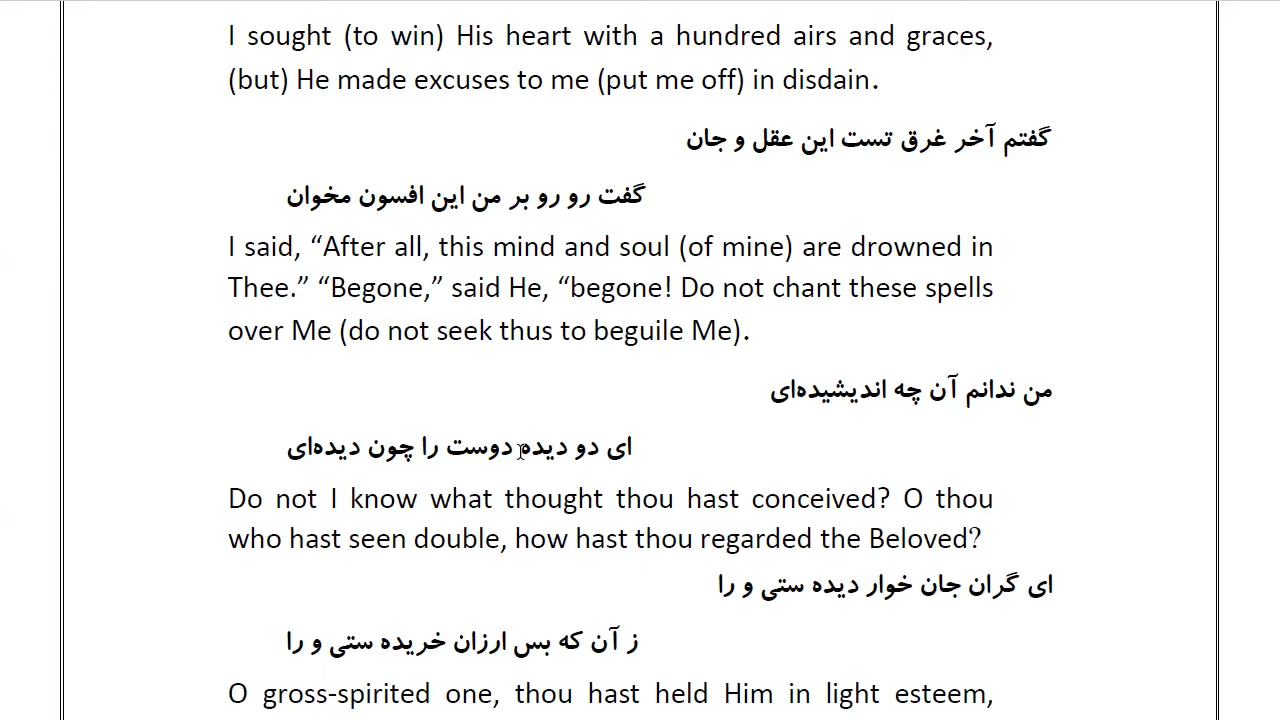 I sought (to win) His heart with a hundred airs and graces,
(but) He made excuses to me (put me off) in disdain.
گفتم آخر غرق تست این عقل و جان
گفت رو رو بر من این افسون مخوان
I said, “After all, this mind and soul (of mine) are drowned in
Thee.” “Begone,” said He, “begone! Do not chant these spells
over Me (do not seek thus to beguile Me).
من ندانم آن چه اندیشیده‌ای
ای دو دیده دوست را چون دیده‌ای
Do not I know what thought thou hast conceived? O thou
who hast seen double, how hast thou regarded the Beloved?
ای گران جان خوار دیده ستی و را
ز آن که بس ارزان خریده ستی و را
O gross-spirited one, thou hast held Him in light esteem,